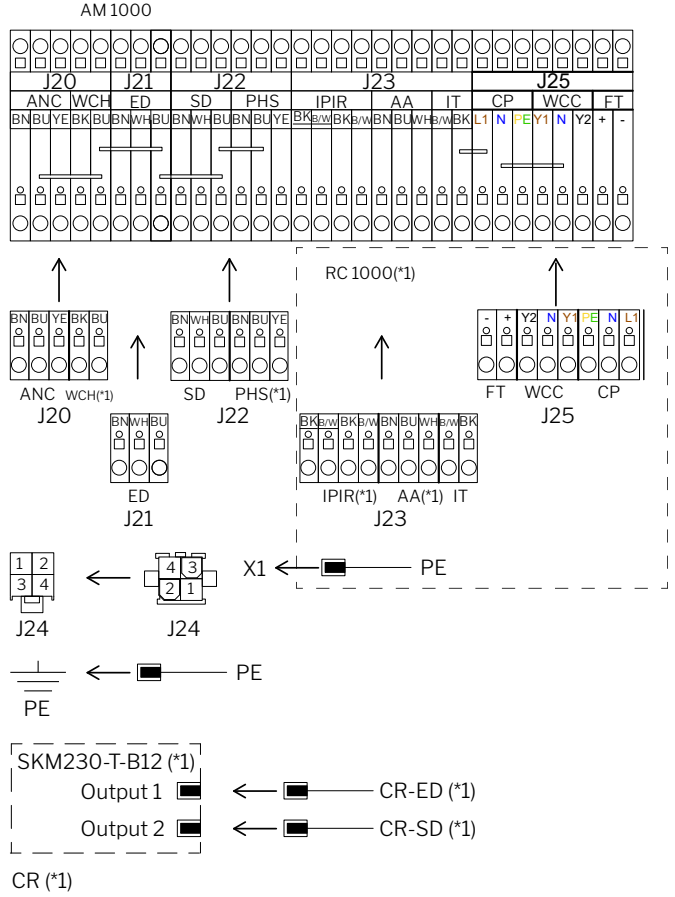 AM 1000
J20 J21 J22 J23 J25
ANC WCH ED SD PHS IPIR AA IT CP WCC FT
BN BU YE BK BU BN WH BU BN WH BU BN BU YE BK B/W BK B/W BN BU WH B/W BK L1 N PE Y1 N Y2 + -
RC 1000(*1)
BN BU YE BK BU
ANC WCH(*1)
J20
BN WH BU BN BU YE
SD PHS(*1)
J22
- + Y2 N Y1 PE N L1
FT WCC CP
J25
BN WH BU
ED
J21
BK B/W BK B/W BN BU WH B/W BK
IPIR(*1) AA(*1) IT
J23
1 2
3 4
J24
4 3
2 1
J24
X1 PE
PE
PE
SKM230-T-B12 (*1)
Output 1 CR-ED (*1)
Output 2 CR-SD (*1)
CR (*1)